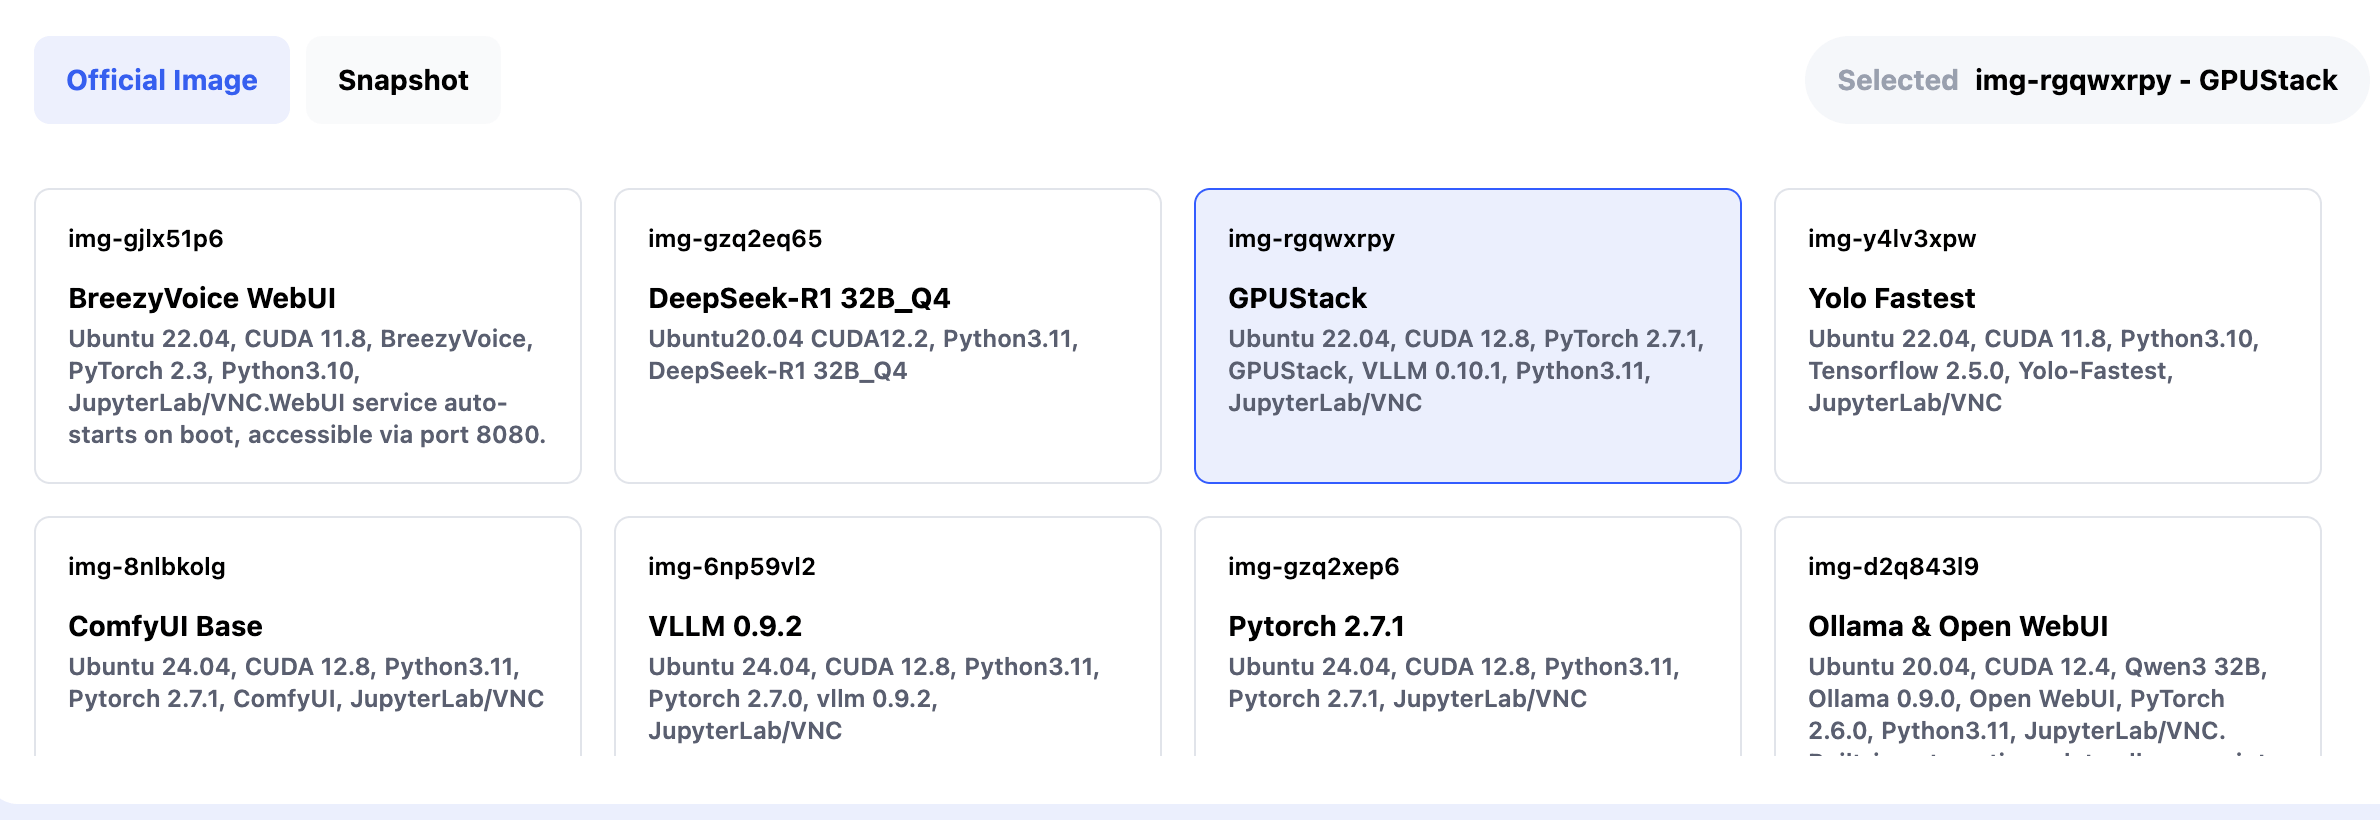 Official Image
Snapshot
Selected img-rgqwxrpy - GPUStack
img-gjlx51p6
BreezyVoice WebUI
Ubuntu 22.04, CUDA 11.8, BreezyVoice,
PyTorch 2.3, Python3.10,
JupyterLab/VNC.WebUI service auto-
starts on boot, accessible via port 8080.
img-gzq2eq65
DeepSeek-R1 32B_Q4
Ubuntu20.04 CUDA12.2, Python3.11,
DeepSeek-R1 32B_Q4
img-rgqwxrpy
GPUStack
Ubuntu 22.04, CUDA 12.8, PyTorch 2.7.1,
GPUStack, VLLM 0.10.1, Python3.11,
JupyterLab/VNC
img-y4lv3xpw
Yolo Fastest
Ubuntu 22.04, CUDA 11.8, Python3.10,
Tensorflow 2.5.0, Yolo-Fastest,
JupyterLab/VNC
img-8nlbkolg
ComfyUI Base
Ubuntu 24.04, CUDA 12.8, Python3.11,
Pytorch 2.7.1, ComfyUI, JupyterLab/VNC
img-6np59vl2
VLLM 0.9.2
Ubuntu 24.04, CUDA 12.8, Python3.11,
Pytorch 2.7.0, vllm 0.9.2,
JupyterLab/VNC
img-gzq2xep6
Pytorch 2.7.1
Ubuntu 24.04, CUDA 12.8, Python3.11,
Pytorch 2.7.1, JupyterLab/VNC
img-d2q843l9
Ollama & Open WebUI
Ubuntu 20.04, CUDA 12.4, Qwen3 32B,
Ollama 0.9.0, Open WebUI, PyTorch
2.6.0, Python3.11, JupyterLab/VNC.